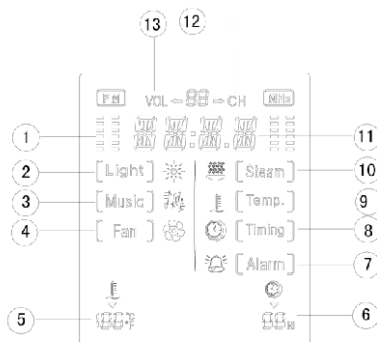 13 12
FM VOL 88 CH MHz
1 11
2 [Light] [Steam] 10
3 [Music] [Temp.] 9
4 [Fan] [Timing] 8
[Alarm] 7
5 6